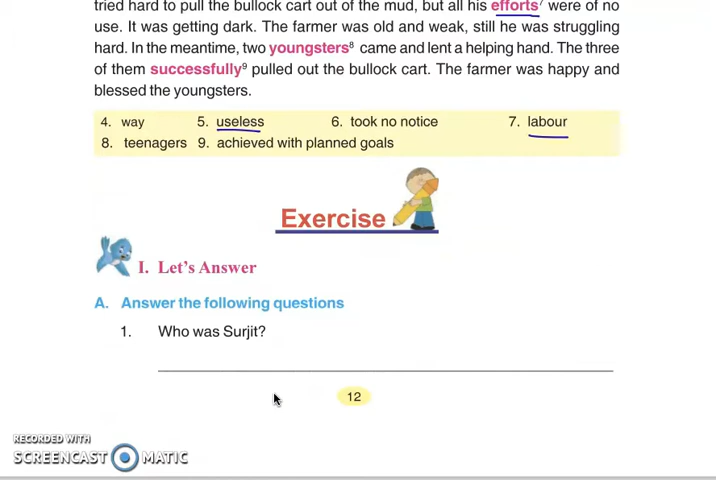 tried hard to pull the bullock cart out of the mud, but all his efforts⁷ were of no
use. It was getting dark. The farmer was old and weak, still he was struggling
hard. In the meantime, two youngsters⁸ came and lent a helping hand. The three
of them successfully⁹ pulled out the bullock cart. The farmer was happy and
blessed the youngsters.
4. way 5. useless 6. took no notice 7. labour
8. teenagers 9. achieved with planned goals
Exercise
I. Let's Answer
A. Answer the following questions
1. Who was Surjit?
12
RECORDED WITH
SCREENCAST MATIC